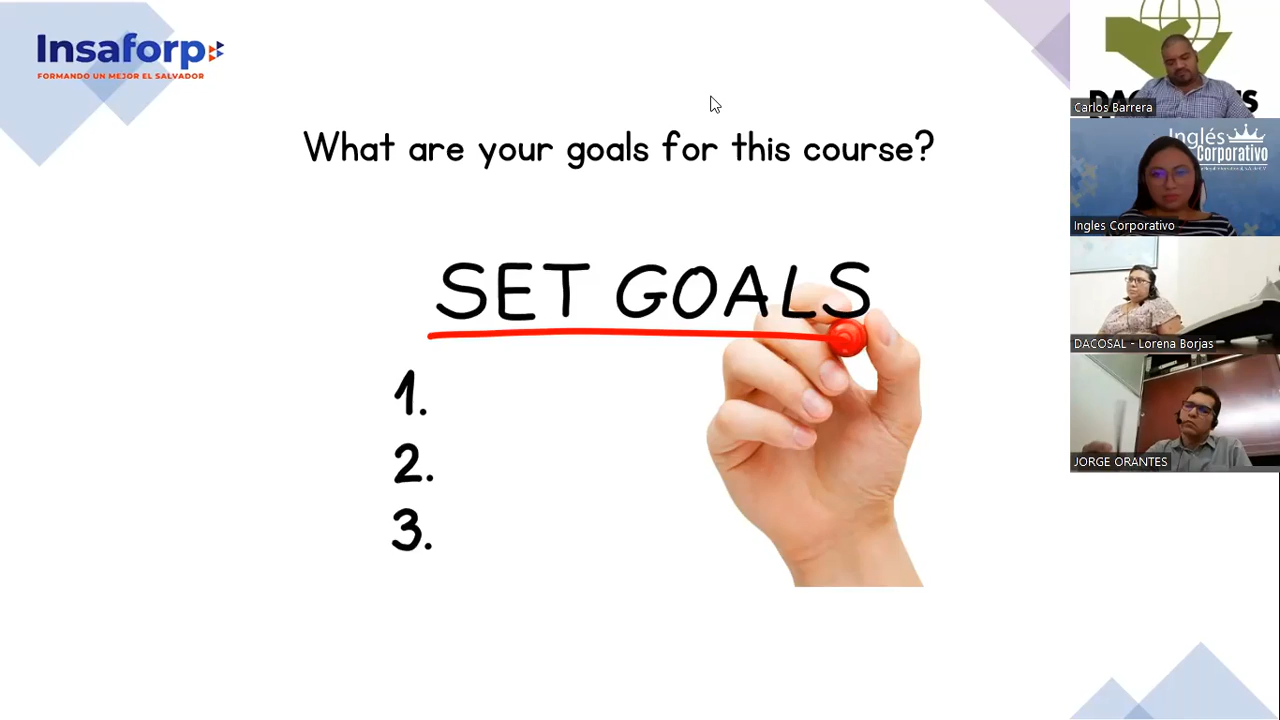 Insaforp
FORMANDO UN MEJOR EL SALVADOR
What are your goals for this course?
SET GOALS
1.
2.
3.
Carlos Barrera
Inglés
Corporativo
Ingles Corporativo
DACOSAL - Lorena Borjas
JORGE ORANTES